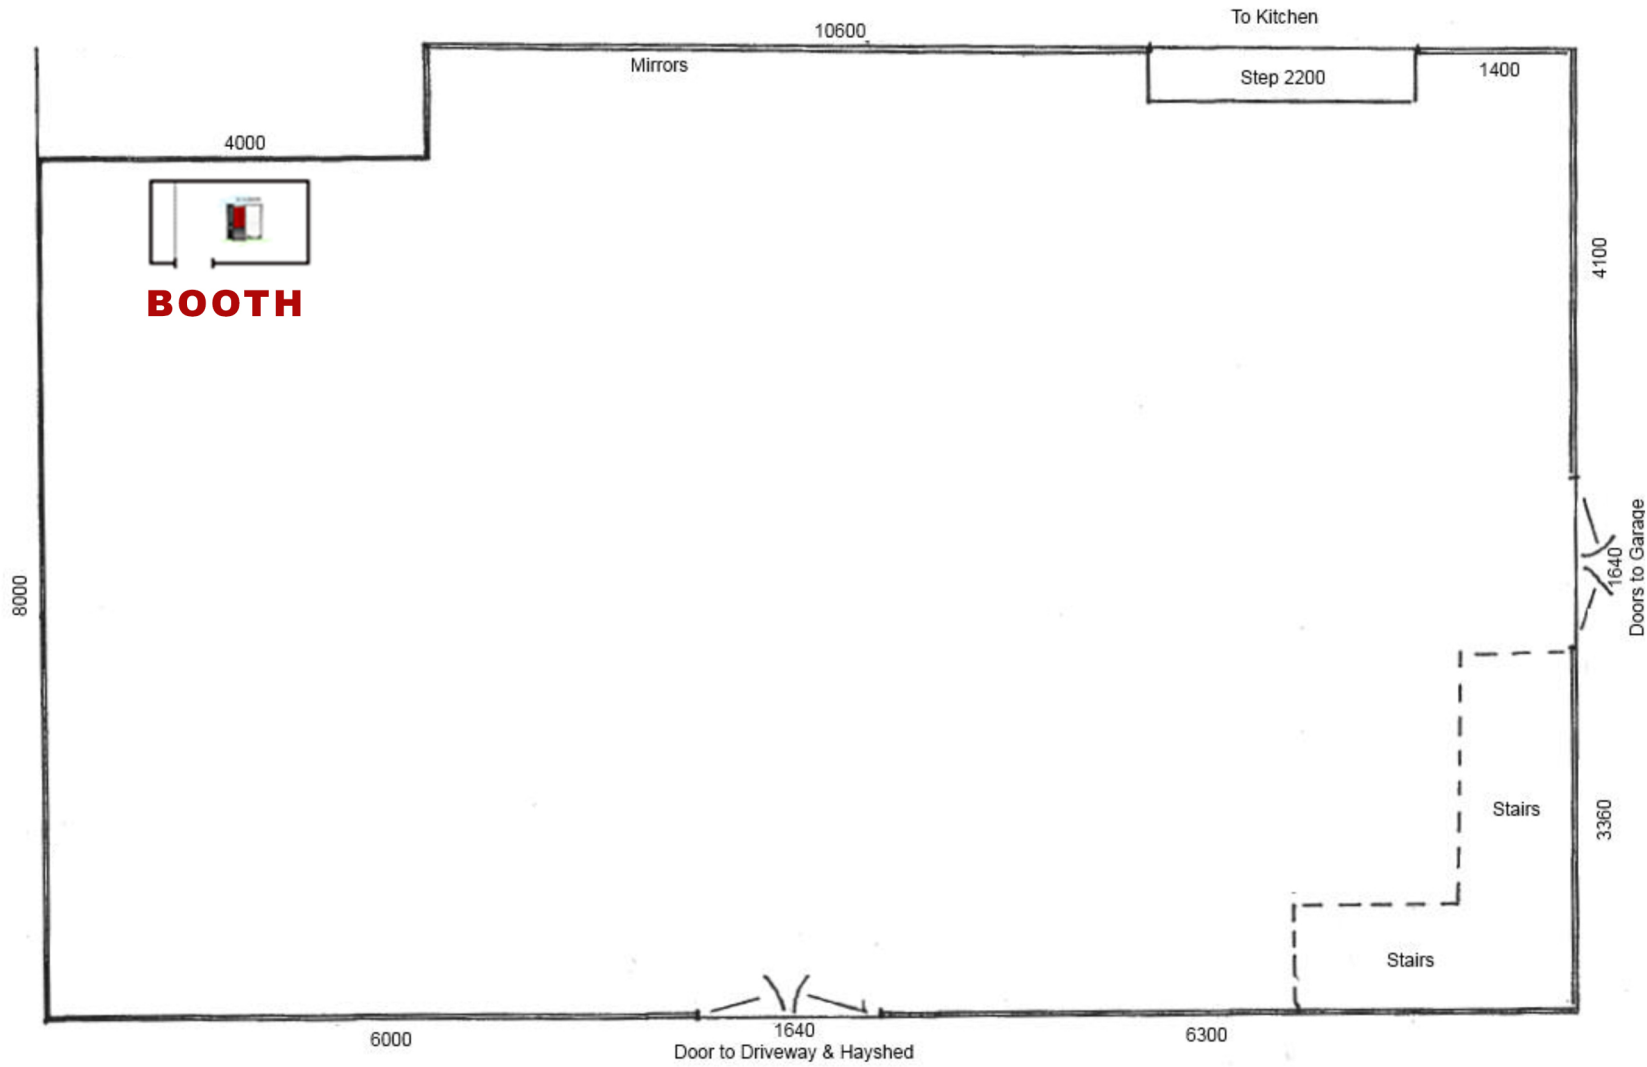 To Kitchen
10600
Mirrors
Step 2200
1400
4000
BOOTH
4100
8000
1640
Doors to Garage
Stairs
3360
Stairs
6000
1640
6300
Door to Driveway & Hayshed